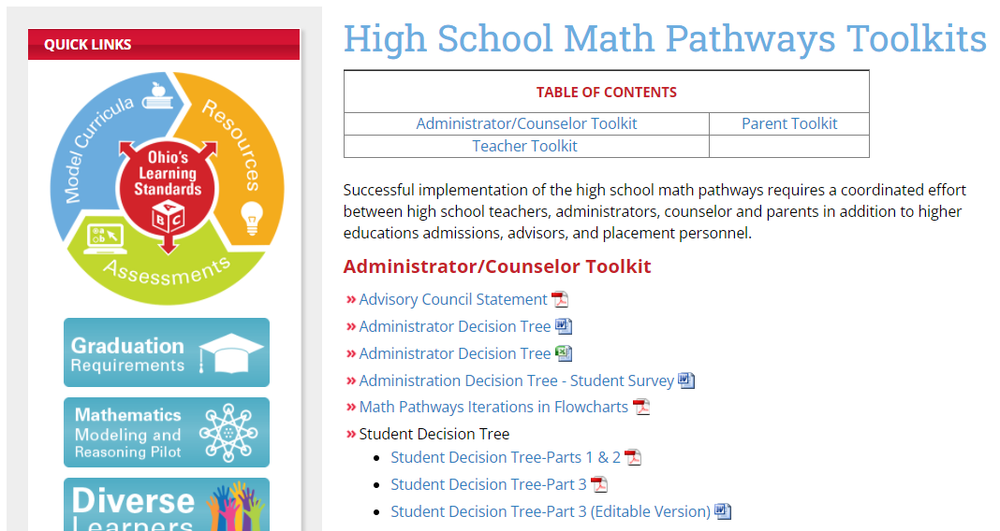 QUICK LINKS
Model Curricula
Resources
Ohio's
Learning
Standards
A
B C
Assessments
Graduation
Requirements
Mathematics
Modeling and
Reasoning Pilot
Diverse
Learners
High School Math Pathways Toolkits
TABLE OF CONTENTS
Administrator/Counselor Toolkit Parent Toolkit
Teacher Toolkit
Successful implementation of the high school math pathways requires a coordinated effort
between high school teachers, administrators, counselor and parents in addition to higher
educations admissions, advisors, and placement personnel.
Administrator/Counselor Toolkit
» Advisory Council Statement
» Administrator Decision Tree
» Administrator Decision Tree
» Administration Decision Tree - Student Survey
» Math Pathways Iterations in Flowcharts
» Student Decision Tree
• Student Decision Tree-Parts 1 & 2
• Student Decision Tree-Part 3
• Student Decision Tree-Part 3 (Editable Version)